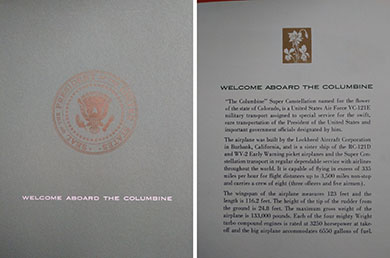 WELCOME ABOARD THE COLUMBINE
WELCOME ABOARD THE COLUMBINE
"The Columbine" Super Constellation named for the flower
of the state of Colorado, is a United States Air Force VC-121E
military transport assigned to special service for the swift,
sure transportation of the President of the United States and
important government officials designated by him.
The airplane was built by the Lockheed Aircraft Corporation
in Burbank, California, and is a sister ship of the RC-121D
and WV-2 Early Warning picket airplanes and the Super Con-
stellation transport in regular dependable service with airlines
throughout the world. It is capable of flying in excess of 335
miles per hour for flight distances up to 3,500 miles non-stop
and carries a crew of eight (three officers and five airmen).
The wingspan of the airplane measures 123 feet and the
length is 116.2 feet. The height of the tip of the rudder from
the ground is 24.8 feet. The maximum gross weight of the
airplane is 133,000 pounds. Each of the four mighty Wright
turbo compound engines is rated at 3250 horsepower at take-
off and the big airplane accommodates 6550 gallons of fuel.